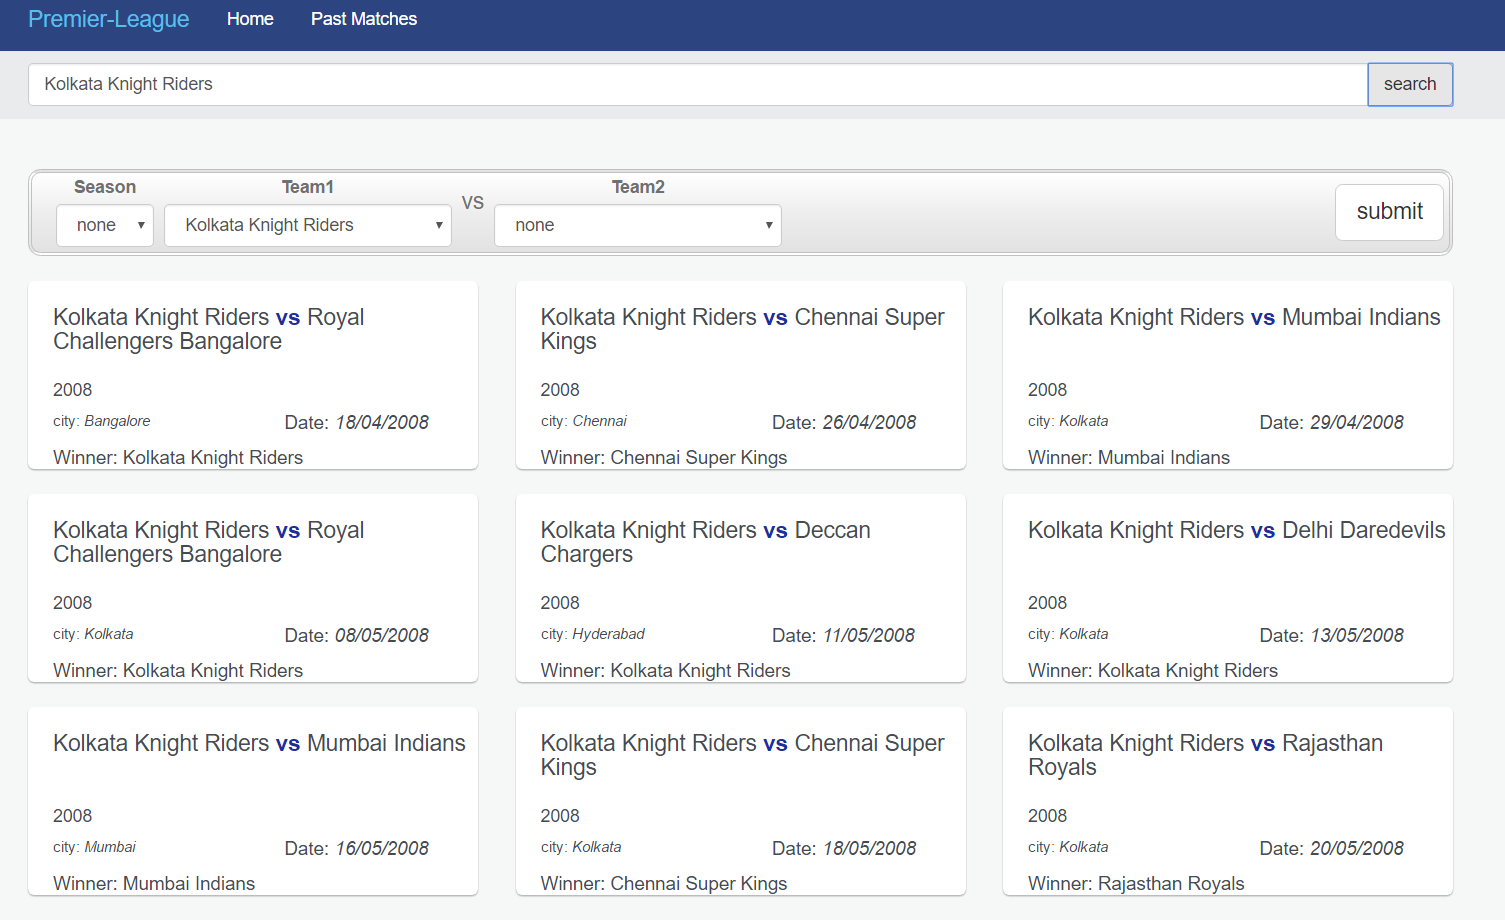 Premier-League Home Past Matches
Kolkata Knight Riders search
Season Team1 Team2
none Kolkata Knight Riders VS none submit
Kolkata Knight Riders vs Royal
Challengers Bangalore
2008
city: Bangalore Date: 18/04/2008
Winner: Kolkata Knight Riders
Kolkata Knight Riders vs Chennai Super
Kings
2008
city: Chennai Date: 26/04/2008
Winner: Chennai Super Kings
Kolkata Knight Riders vs Mumbai Indians
2008
city: Kolkata Date: 29/04/2008
Winner: Mumbai Indians
Kolkata Knight Riders vs Royal
Challengers Bangalore
2008
city: Kolkata Date: 08/05/2008
Winner: Kolkata Knight Riders
Kolkata Knight Riders vs Deccan
Chargers
2008
city: Hyderabad Date: 11/05/2008
Winner: Kolkata Knight Riders
Kolkata Knight Riders vs Delhi Daredevils
2008
city: Kolkata Date: 13/05/2008
Winner: Kolkata Knight Riders
Kolkata Knight Riders vs Mumbai Indians
2008
city: Mumbai Date: 16/05/2008
Winner: Mumbai Indians
Kolkata Knight Riders vs Chennai Super
Kings
2008
city: Kolkata Date: 18/05/2008
Winner: Chennai Super Kings
Kolkata Knight Riders vs Rajasthan
Royals
2008
city: Kolkata Date: 20/05/2008
Winner: Rajasthan Royals